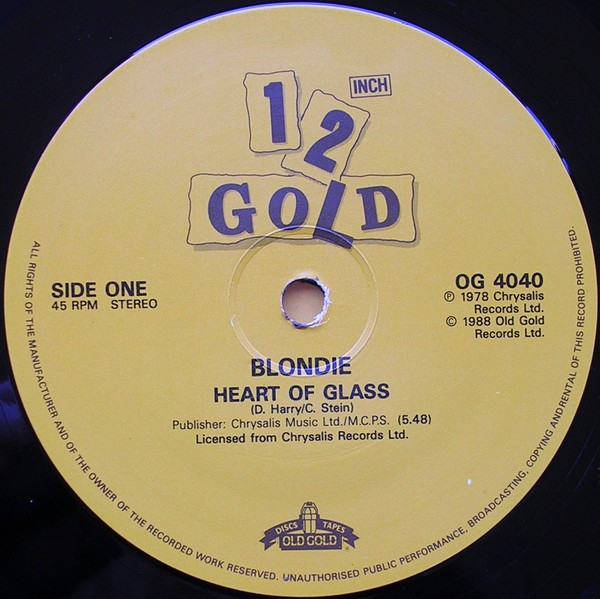 12 INCH
GOLD
SIDE ONE
45 RPM STEREO
OG 4040
℗ 1978 Chrysalis
Records Ltd.
© 1988 Old Gold
Records Ltd.
BLONDIE
HEART OF GLASS
(D. Harry/C. Stein)
Publisher: Chrysalis Music Ltd./M.C.P.S. (5.48)
Licensed from Chrysalis Records Ltd.
DISCS TAPES
OLD GOLD
ALL RIGHTS OF THE MANUFACTURER AND OF THE OWNER OF THE RECORDED WORK RESERVED. UNAUTHORISED PUBLIC PERFORMANCE, BROADCASTING, COPYING AND RENTAL OF THIS RECORD PROHIBITED.